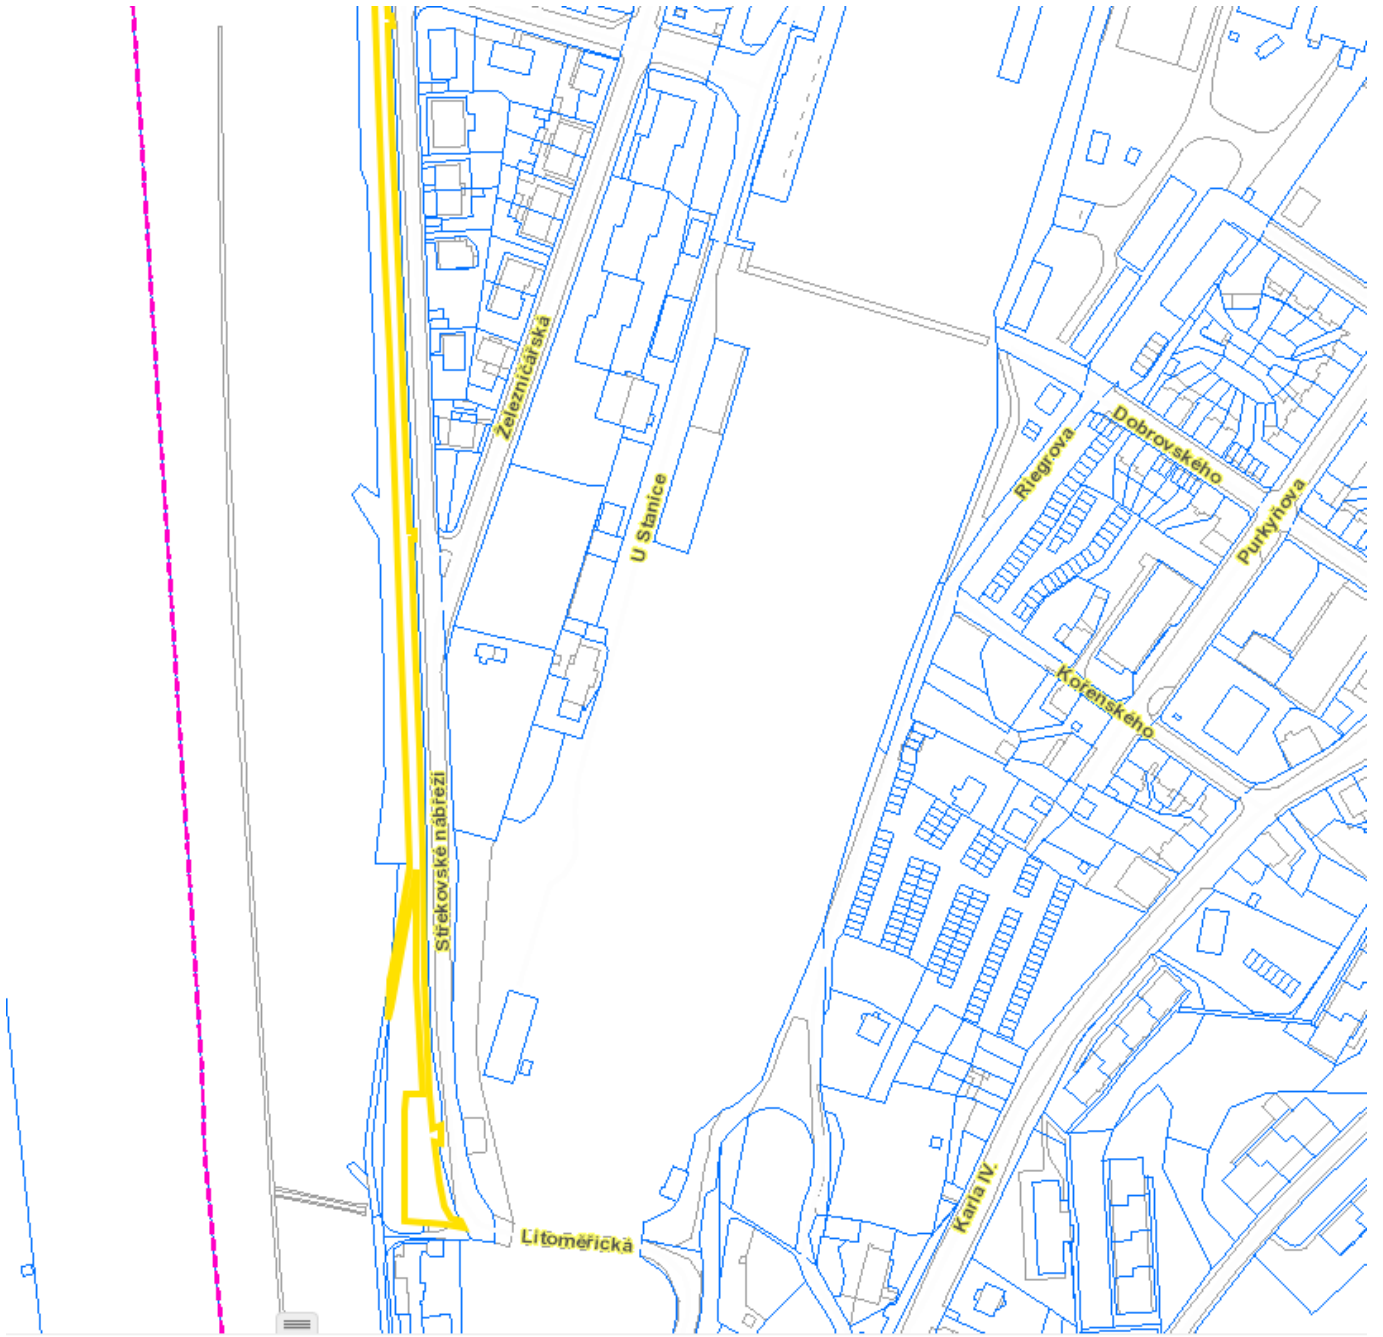 Železničářská
U Stanice
Riegrova
Dobrovského
Purkyňova
Kořenského
Střekovské nábřeží
Karla IV.
Litoměřická